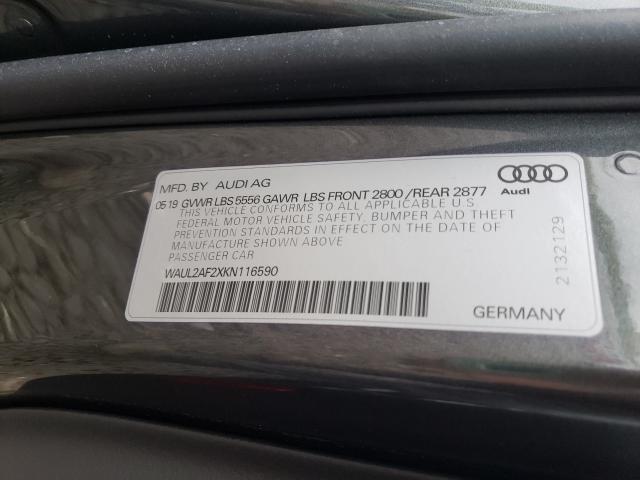 MFD. BY AUDI AG
0519 GVWR LBS 5556 GAWR LBS FRONT 2800 /REAR 2877
THIS VEHICLE CONFORMS TO ALL APPLICABLE U.S.
FEDERAL MOTOR VEHICLE SAFETY, BUMPER AND THEFT
PREVENTION STANDARDS IN EFFECT ON THE DATE OF
MANUFACTURE SHOWN ABOVE
PASSENGER CAR
WAUL2AF2XKN116590
Audi
2132129
GERMANY